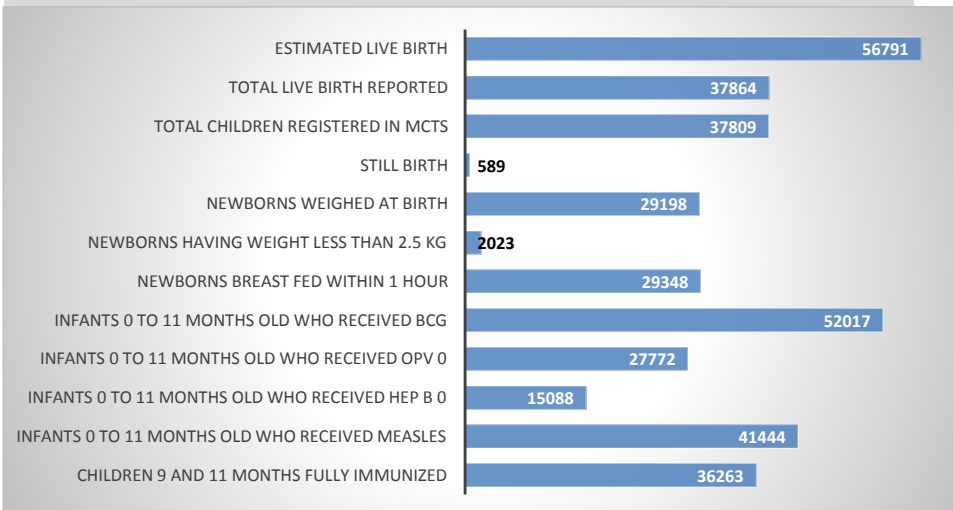 ESTIMATED LIVE BIRTH 56791
TOTAL LIVE BIRTH REPORTED 37864
TOTAL CHILDREN REGISTERED IN MCTS 37809
STILL BIRTH 589
NEWBORNS WEIGHED AT BIRTH 29198
NEWBORNS HAVING WEIGHT LESS THAN 2.5 KG 2023
NEWBORNS BREAST FED WITHIN 1 HOUR 29348
INFANTS 0 TO 11 MONTHS OLD WHO RECEIVED BCG 52017
INFANTS 0 TO 11 MONTHS OLD WHO RECEIVED OPV 0 27772
INFANTS 0 TO 11 MONTHS OLD WHO RECEIVED HEP B 0 15088
INFANTS 0 TO 11 MONTHS OLD WHO RECEIVED MEASLES 41444
CHILDREN 9 AND 11 MONTHS FULLY IMMUNIZED 36263